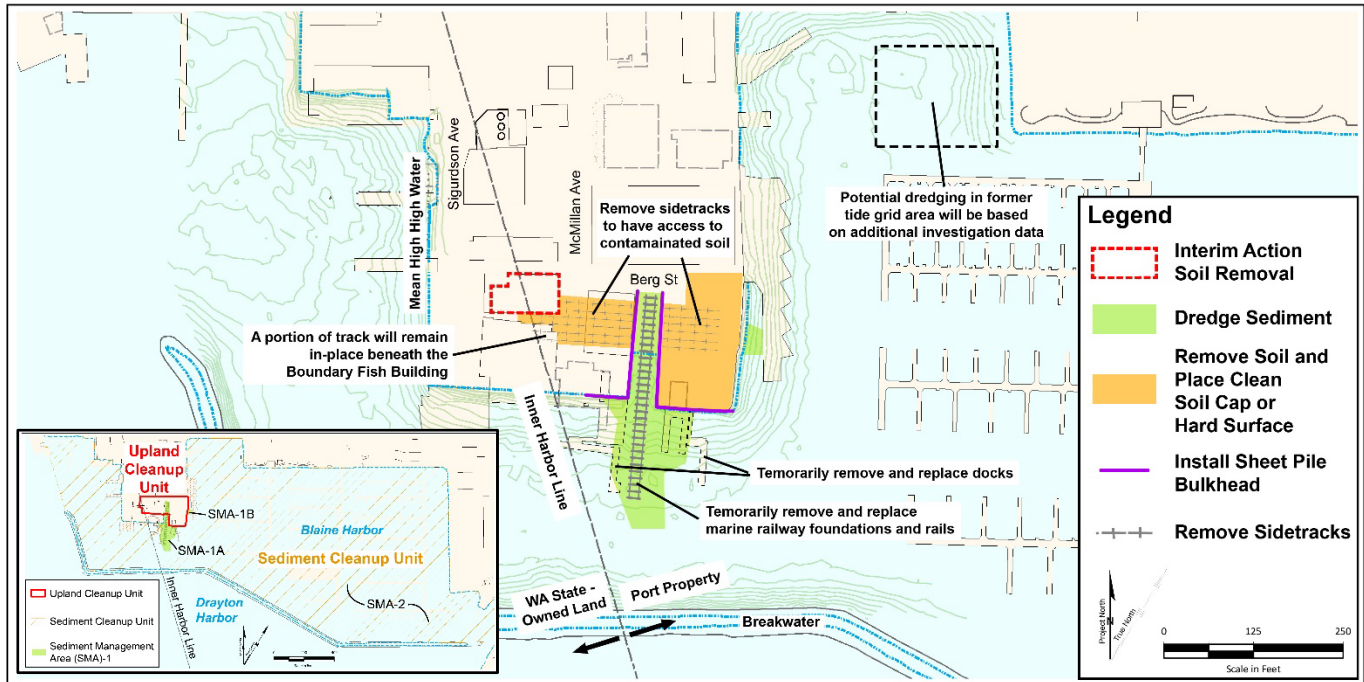 Sigurdson Ave
McMillan Ave
Mean High High Water
Remove sidetracks
to have access to
contamainated soil
Potential dredging in former
tide grid area will be based
on additional investigation data
Berg St
A portion of track will remain
in-place beneath the
Boundary Fish Building
Inner Harbor Line
Temorarily remove and replace docks
Temorarily remove and replace
marine railway foundations and rails
WA State -
Owned Land
Port Property
Breakwater
Legend
Interim Action
Soil Removal
Dredge Sediment
Remove Soil and
Place Clean
Soil Cap or
Hard Surface
Install Sheet Pile
Bulkhead
Remove Sidetracks
Project North
N
True North
0
125
250
Scale in Feet
Upland
Cleanup
Unit
SMA-1B
SMA-1A
Blaine Harbor
Sediment Cleanup Unit
SMA-2
Drayton
Harbor
Inner Harbor Line
Upland Cleanup Unit
Sediment Cleanup Unit
Sediment Management
Area (SMA)-1